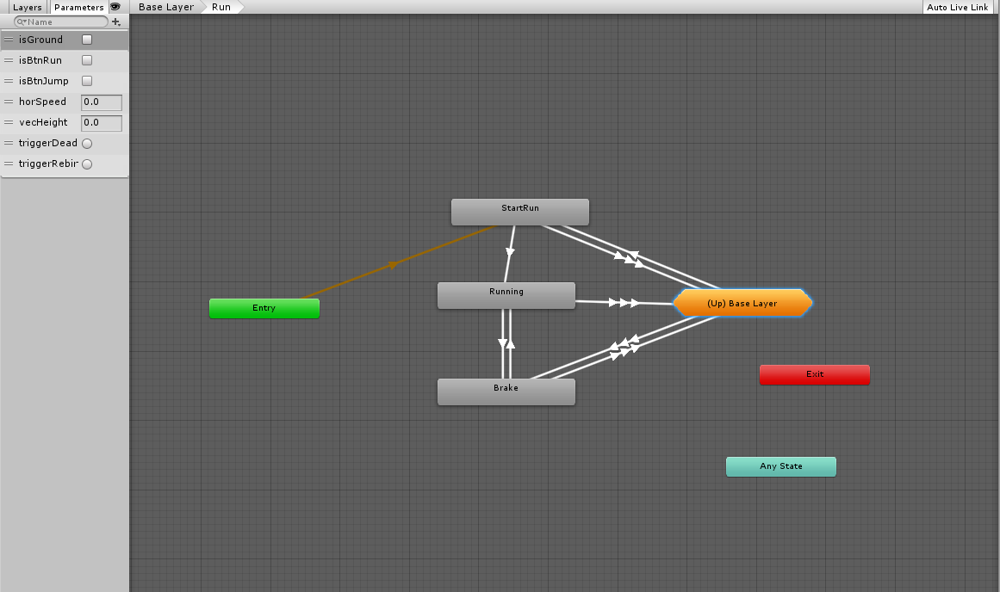 Layers Parameters Base Layer Run Auto Live Link
Name
isGround
isBtnRun
isBtnJump
horSpeed 0.0
vecHeight 0.0
triggerDead
triggerRebir
StartRun
Running
(Up) Base Layer
Entry
Exit
Brake
Any State